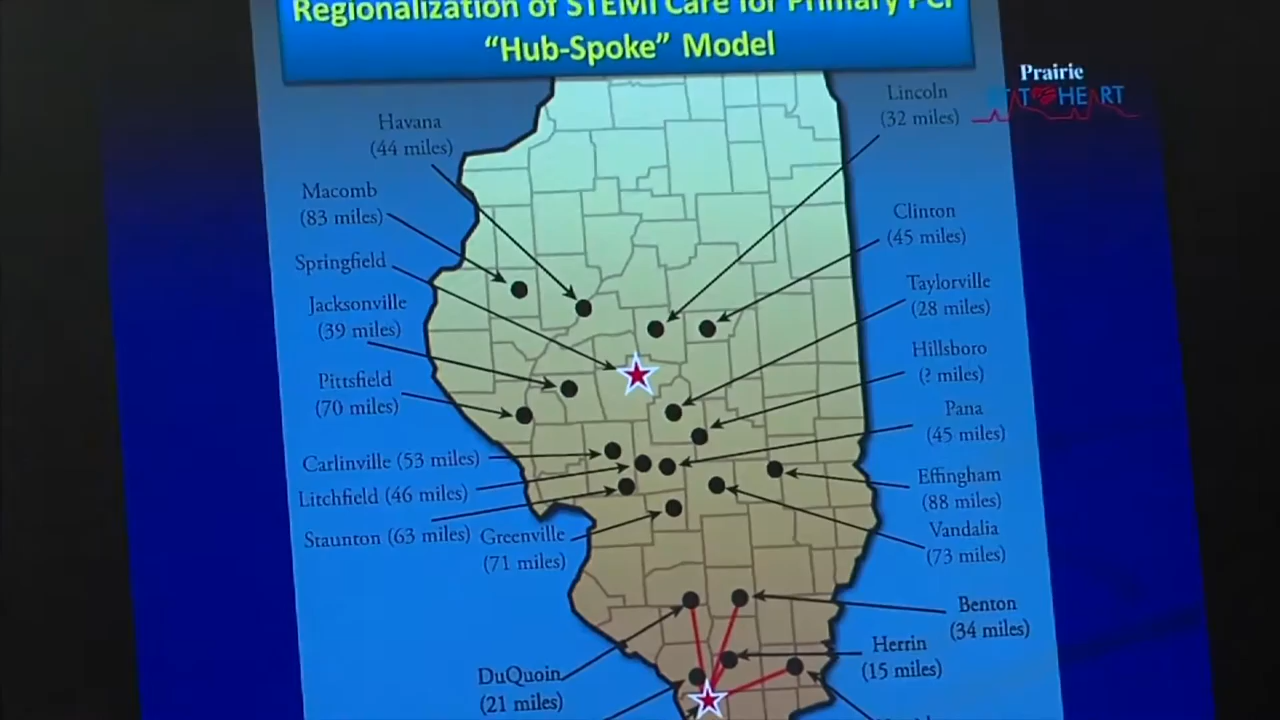 Regionalization of STEMI Care for Primary PCI
“Hub-Spoke” Model
Prairie
HEART
Lincoln
(32 miles)
Havana
(44 miles)
Macomb
(83 miles)
Clinton
(45 miles)
Springfield
Taylorville
(28 miles)
Jacksonville
(39 miles)
Hillsboro
(? miles)
Pittsfield
(70 miles)
Pana
(45 miles)
Carlinville (53 miles)
Effingham
(88 miles)
Litchfield (46 miles)
Staunton (63 miles)
Greenville
(71 miles)
Vandalia
(73 miles)
Benton
(34 miles)
Herrin
(15 miles)
DuQuoin
(21 miles)